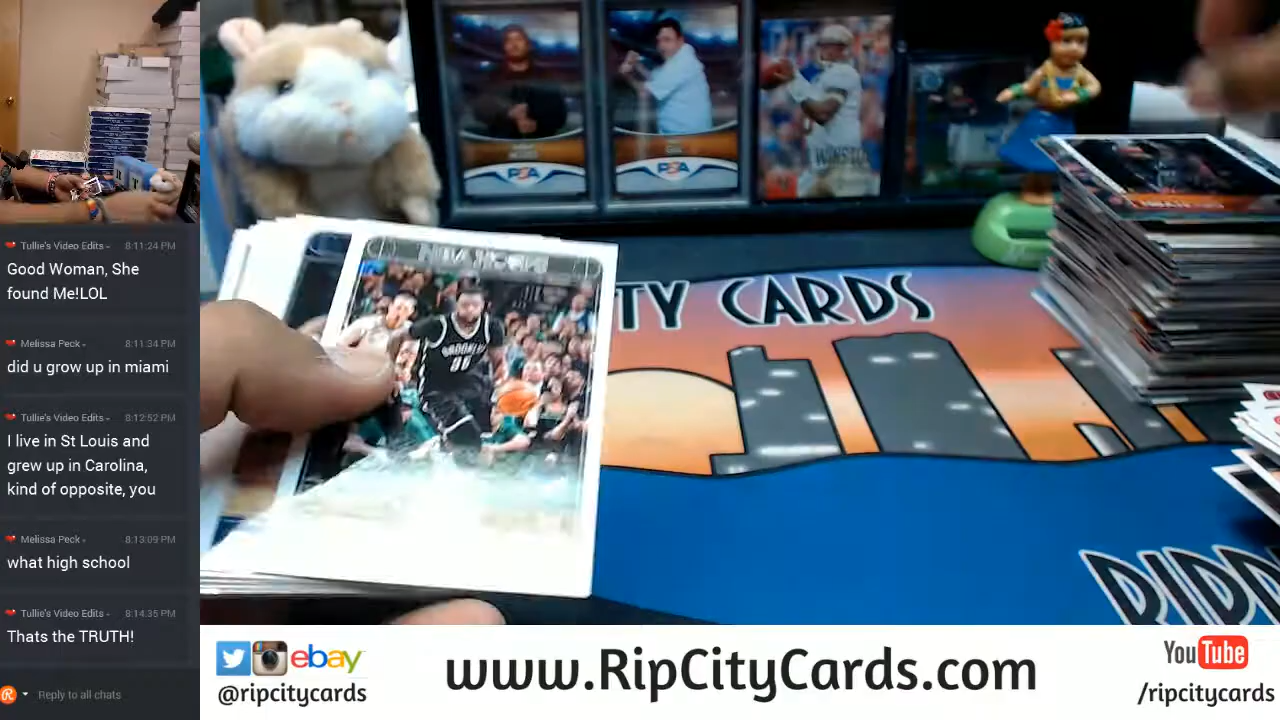 Tullie's Video Edits 8:11:24 PM
Good Woman, She
found Me!LOL
Melissa Peck 8:11:34 PM
did u grow up in miami
Tullie's Video Edits 8:12:52 PM
I live in St Louis and
grew up in Carolina,
kind of opposite, you
Melissa Peck 8:13:09 PM
what high school
Tullie's Video Edits 8:14:35 PM
Thats the TRUTH!
Reply to all chats
PSA
PSA
WINSTON
NBA HOOPS
BROOKLYN
TY CARDS
ebay
@ripcitycards
www.RipCityCards.com
YouTube
/ripcitycards